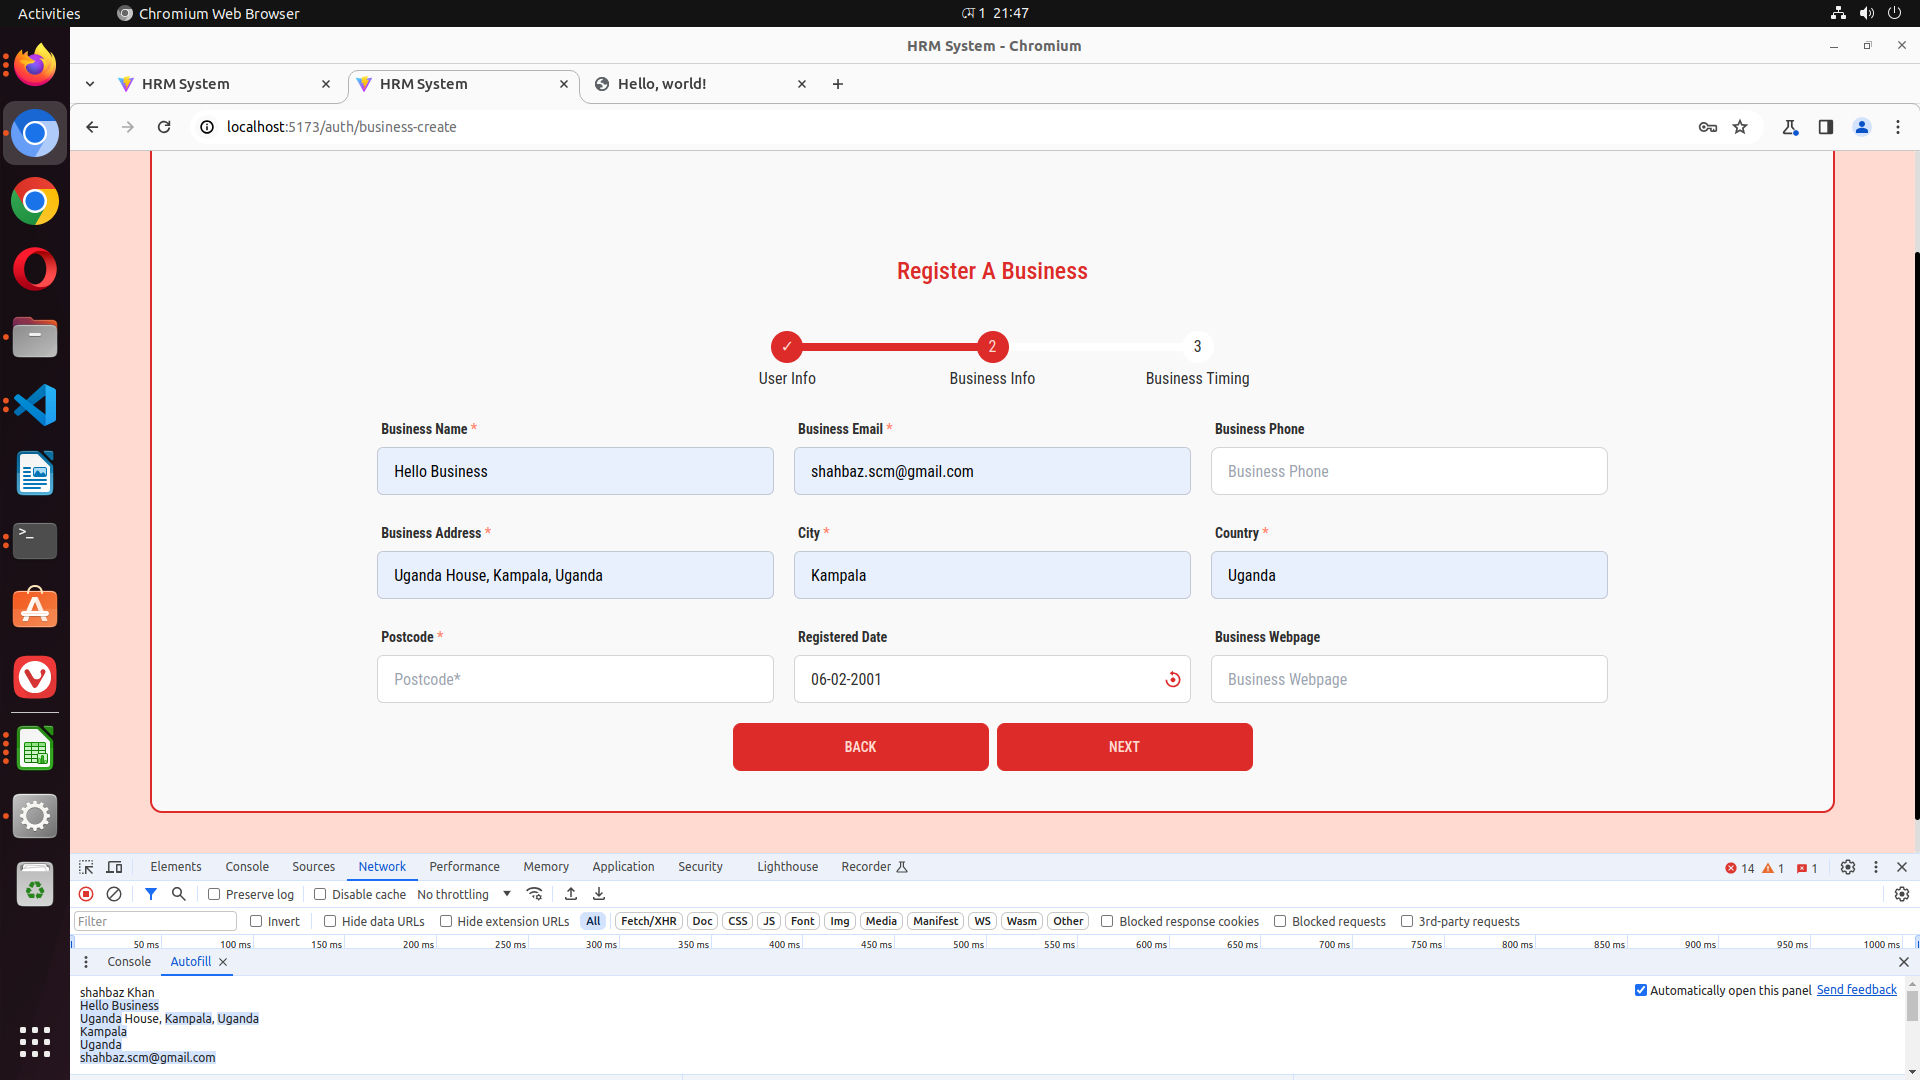 Activities Chromium Web Browser 1 21:47
HRM System - Chromium
HRM System HRM System Hello, world!
localhost:5173/auth/business-create
Register A Business
✓ 2 3
User Info Business Info Business Timing
Business Name * Business Email * Business Phone
Hello Business shahbaz.scm@gmail.com Business Phone
Business Address * City * Country *
Uganda House, Kampala, Uganda Kampala Uganda
Postcode * Registered Date Business Webpage
Postcode* 06-02-2001 Business Webpage
BACK NEXT
Elements Console Sources Network Performance Memory Application Security Lighthouse Recorder 14 1 1
Preserve log Disable cache No throttling
Filter Invert Hide data URLs Hide extension URLs All Fetch/XHR Doc CSS JS Font Img Media Manifest WS Wasm Other Blocked response cookies Blocked requests 3rd-party requests
50 ms 100 ms 150 ms 200 ms 250 ms 300 ms 350 ms 400 ms 450 ms 500 ms 550 ms 600 ms 650 ms 700 ms 750 ms 800 ms 850 ms 900 ms 950 ms 1000 ms
Console Autofill
shahbaz Khan Automatically open this panel Send feedback
Hello Business
Uganda House, Kampala, Uganda
Kampala
Uganda
shahbaz.scm@gmail.com